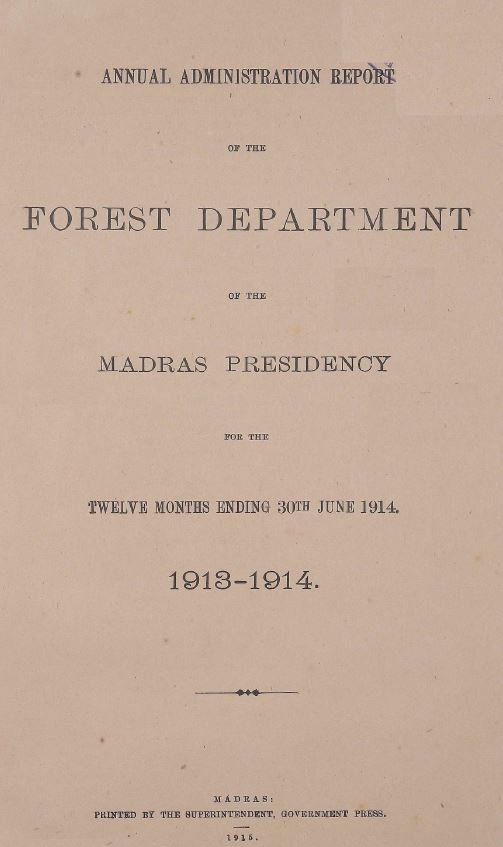 ANNUAL ADMINISTRATION REPORT
OF THE
FOREST DEPARTMENT
OF THE
MADRAS PRESIDENCY
FOR THE
TWELVE MONTHS ENDING 30TH JUNE 1914.
1913-1914.
MADRAS:
PRINTED BY THE SUPERINTENDENT, GOVERNMENT PRESS.
1915.